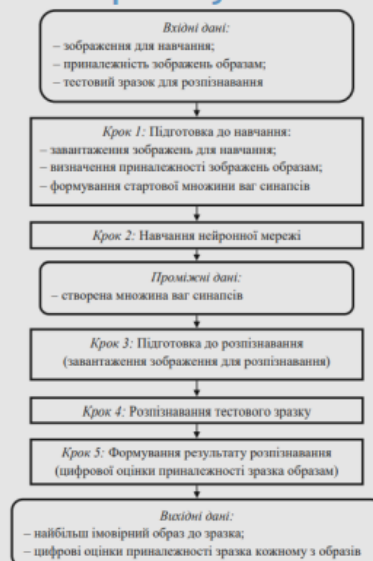 Вхідні дані:
– зображення для навчання;
– приналежність зображень образам;
– тестовий зразок для розпізнавання
Крок 1: Підготовка до навчання:
– завантаження зображень для навчання;
– визначення приналежності зображень образам;
– формування стартової множини ваг синапсів
Крок 2: Навчання нейронної мережі
Проміжні дані:
– створена множина ваг синапсів
Крок 3: Підготовка до розпізнавання
(завантаження зображення для розпізнавання)
Крок 4: Розпізнавання тестового зразку
Крок 5: Формування результату розпізнавання
(цифрової оцінки приналежності зразка образам)
Вихідні дані:
– найбільш імовірний образ до зразка;
– цифрові оцінки приналежності зразка кожному з образів